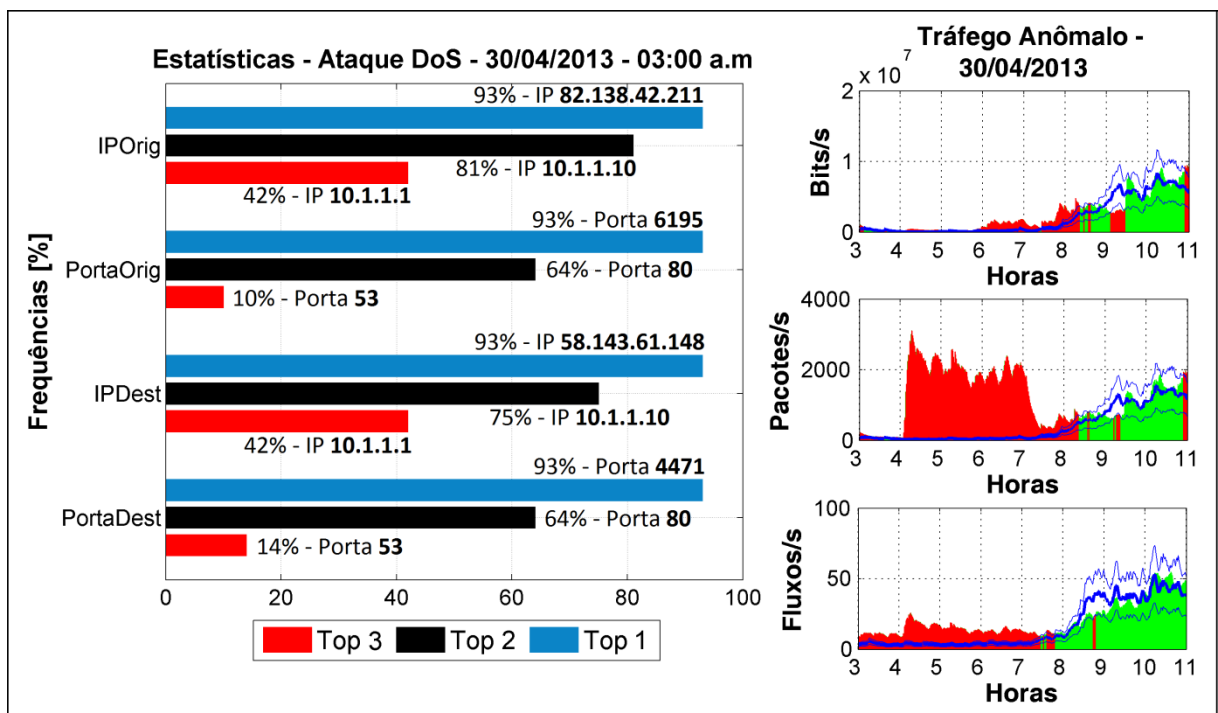 Estatísticas - Ataque DoS - 30/04/2013 - 03:00 a.m
Frequências [%]
93% - IP 82.138.42.211
IPOrig
81% - IP 10.1.1.10
42% - IP 10.1.1.1
93% - Porta 6195
PortaOrig
64% - Porta 80
10% - Porta 53
93% - IP 58.143.61.148
IPDest
75% - IP 10.1.1.10
42% - IP 10.1.1.1
93% - Porta 4471
PortaDest
64% - Porta 80
14% - Porta 53
0 20 40 60 80 100
Top 3 Top 2 Top 1
Tráfego Anômalo -
30/04/2013
x 10 7
Bits/s
2
1
0
3 4 5 6 7 8 9 10 11
Horas
Pacotes/s
4000
2000
0
3 4 5 6 7 8 9 10 11
Horas
Fluxos/s
100
50
0
3 4 5 6 7 8 9 10 11
Horas